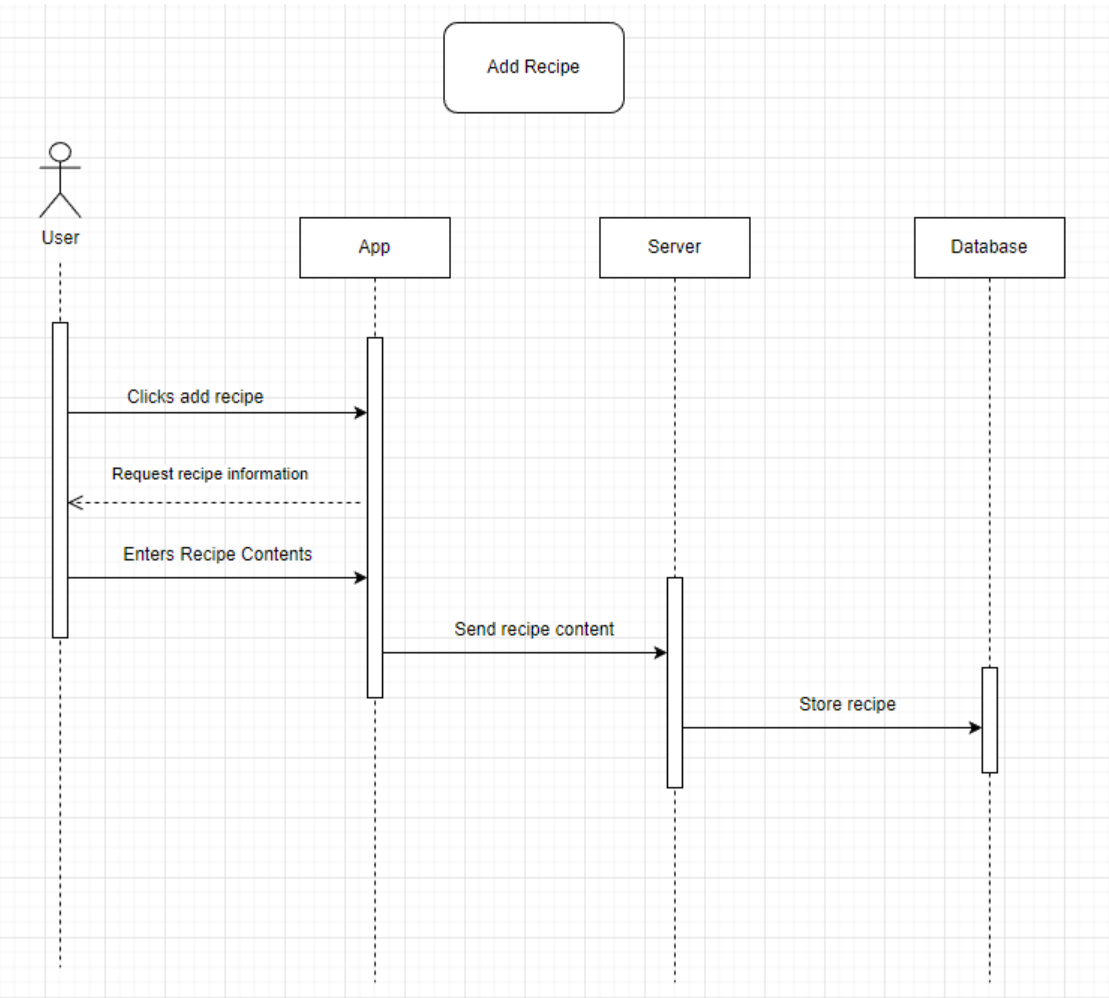 Add Recipe
User
App
Server
Database
Clicks add recipe
Request recipe information
Enters Recipe Contents
Send recipe content
Store recipe